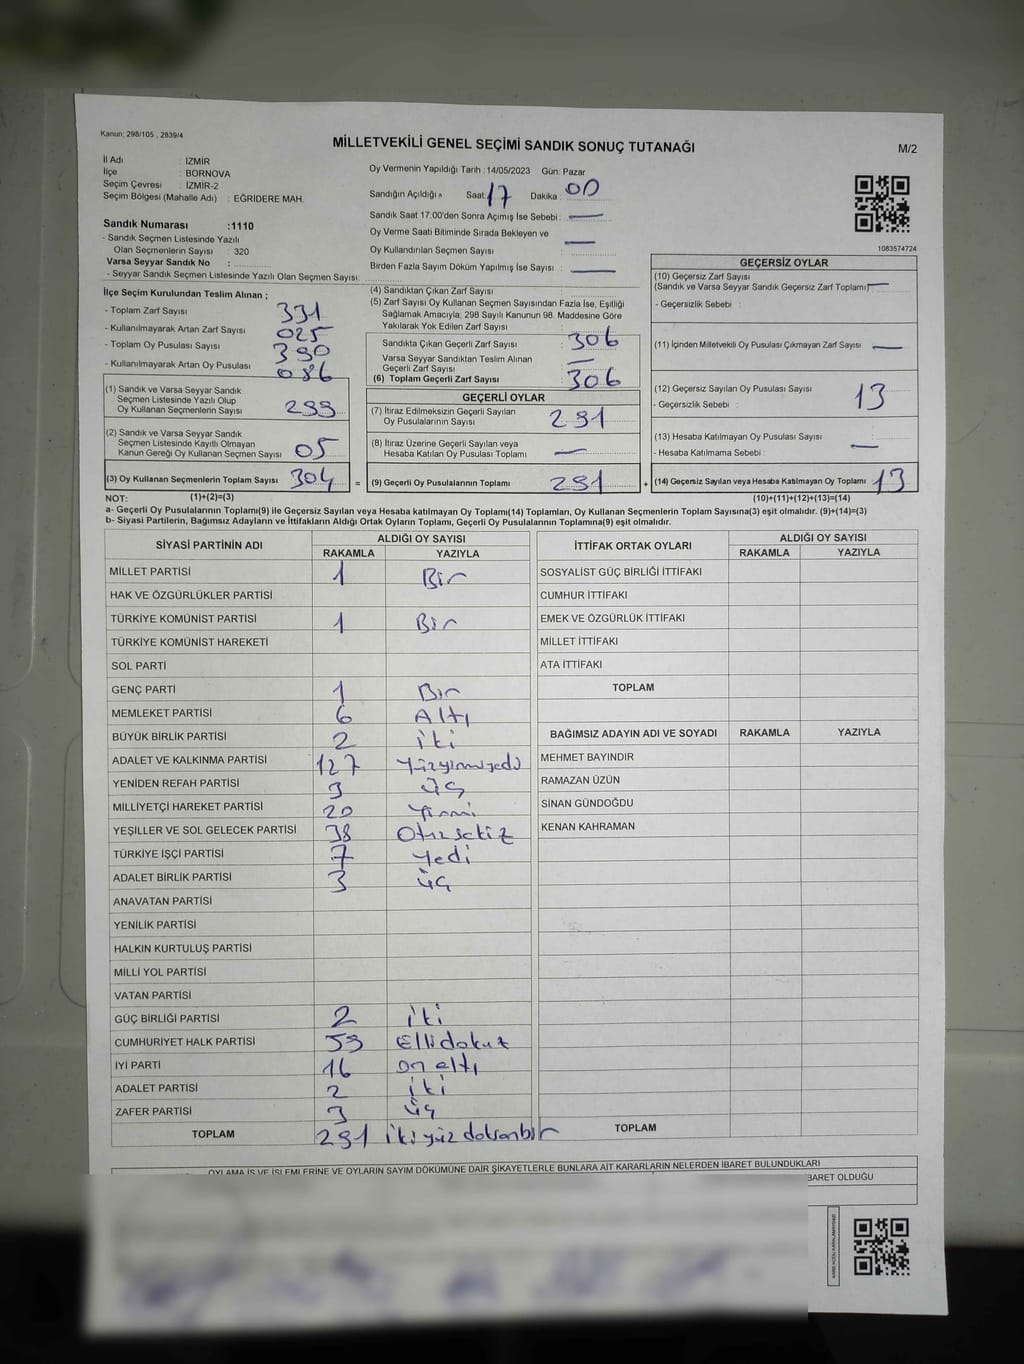 Kanun: 298/105 , 2839/4
MİLLETVEKİLİ GENEL SEÇİMİ SANDIK SONUÇ TUTANAĞI
M/2
İl Adı : İZMİR
İlçe : BORNOVA
Seçim Çevresi : İZMİR-2
Seçim Bölgesi (Mahalle Adı) : EĞRİDERE MAH.
Oy Vermenin Yapıldığı Tarih : 14/05/2023 Gün: Pazar
Sandığın Açıldığı Saat 17 Dakika 00
Sandık Saat 17.00'den Sonra Açımış İse Sebebi : —
Oy Verme Saati Bitiminde Sırada Bekleyen ve
Oy Kullandırılan Seçmen Sayısı : —
Birden Fazla Sayım Döküm Yapılmış İse Sayısı : —
1083574724
Sandık Numarası :1110
- Sandık Seçmen Listesinde Yazılı
Olan Seçmenlerin Sayısı : 320
Varsa Seyyar Sandık No :
- Seyyar Sandık Seçmen Listesinde Yazılı Olan Seçmen Sayısı:
İlçe Seçim Kurulundan Teslim Alınan ;
- Toplam Zarf Sayısı 331
- Kullanılmayarak Artan Zarf Sayısı 025
- Toplam Oy Pusulası Sayısı 390
- Kullanılmayarak Artan Oy Pusulası 086
(1) Sandık ve Varsa Seyyar Sandık
Seçmen Listesinde Yazılı Olup
Oy Kullanan Seçmenlerin Sayısı 299
(2) Sandık ve Varsa Seyyar Sandık
Seçmen Listesinde Kayıtlı Olmayan
Kanun Gereği Oy Kullanan Seçmen Sayısı 05
(3) Oy Kullanan Seçmenlerin Toplam Sayısı 304 =
(1)+(2)=(3)
(4) Sandıktan Çıkan Zarf Sayısı :
(5) Zarf Sayısı Oy Kullanan Seçmen Sayısından Fazla İse, Eşitliği
Sağlamak Amacıyla; 298 Sayılı Kanunun 98. Maddesine Göre
Yakılarak Yok Edilen Zarf Sayısı :
Sandıkta Çıkan Geçerli Zarf Sayısı : 306
Varsa Seyyar Sandıktan Teslim Alınan
Geçerli Zarf Sayısı : —
(6) Toplam Geçerli Zarf Sayısı : 306
GEÇERLİ OYLAR
(7) İtiraz Edilmeksizin Geçerli Sayılan
Oy Pusulalarının Sayısı : 291
(8) İtiraz Üzerine Geçerli Sayılan veya
Hesaba Katılan Oy Pusulası Toplamı : —
(9) Geçerli Oy Pusulalarının Toplamı 291 +
GEÇERSİZ OYLAR
(10) Geçersiz Zarf Sayısı
(Sandık ve Varsa Seyyar Sandık Geçersiz Zarf Toplamı) —
- Geçersizlik Sebebi :
(11) İçinden Milletvekili Oy Pusulası Çıkmayan Zarf Sayısı —
(12) Geçersiz Sayılan Oy Pusulası Sayısı : 13
- Geçersizlik Sebebi :
(13) Hesaba Katılmayan Oy Pusulası Sayısı : —
- Hesaba Katılmama Sebebi :
(14) Geçersiz Sayılan veya Hesaba Katılmayan Oy Toplamı 13
(10)+(11)+(12)+(13)=(14)
NOT:
a- Geçerli Oy Pusulasının Toplamı(9) ile Geçersiz Sayılan veya Hesaba katılmayan Oy Toplamı(14) Toplamları, Oy Kullanan Seçmenlerin Toplam Sayısına(3) eşit olmalıdır. (9)+(14)=(3)
b- Siyasi Partilerin, Bağımsız Adayların ve İttifakların Aldığı Ortak Oyların Toplamı, Geçerli Oy Pusulalarının Toplamına(9) eşit olmalıdır.
SİYASİ PARTİNİN ADI ALDIĞI OY SAYISI
RAKAMLA YAZIYLA
MİLLET PARTİSİ 1 Bir
HAK VE ÖZGÜRLÜKLER PARTİSİ
TÜRKİYE KOMÜNİST PARTİSİ 1 Bir
TÜRKİYE KOMÜNİST HAREKETİ
SOL PARTİ
GENÇ PARTİ 1 Bir
MEMLEKET PARTİSİ 6 Altı
BÜYÜK BİRLİK PARTİSİ 2 iki
ADALET VE KALKINMA PARTİSİ 127 Yüzyirmiyedi
YENİDEN REFAH PARTİSİ 3 üç
MİLLİYETÇİ HAREKET PARTİSİ 20 Yirmi
YEŞİLLER VE SOL GELECEK PARTİSİ 38 Otuzsekiz
TÜRKİYE İŞÇİ PARTİSİ 7 Yedi
ADALET BİRLİK PARTİSİ 3 üç
ANAVATAN PARTİSİ
YENİLİK PARTİSİ
HALKIN KURTULUŞ PARTİSİ
MİLLİ YOL PARTİSİ
VATAN PARTİSİ
GÜÇ BİRLİĞİ PARTİSİ 2 iki
CUMHURİYET HALK PARTİSİ 59 Ellidokuz
İYİ PARTİ 16 on altı
ADALET PARTİSİ 2 iki
ZAFER PARTİSİ 3 üç
TOPLAM 291 ikiyüz doksanbir
İTTİFAK ORTAK OYLARI ALDIĞI OY SAYISI
RAKAMLA YAZIYLA
SOSYALİST GÜÇ BİRLİĞİ İTTİFAKI
CUMHUR İTTİFAKI
EMEK VE ÖZGÜRLÜK İTTİFAKI
MİLLET İTTİFAKI
ATA İTTİFAKI
TOPLAM
BAĞIMSIZ ADAYIN ADI VE SOYADI RAKAMLA YAZIYLA
MEHMET BAYINDIR
RAMAZAN ÜZÜN
SİNAN GÜNDOĞDU
KENAN KAHRAMAN
TOPLAM
OYLAMA İŞ VE İŞLEMLERİNE VE OYLARIN SAYIM DÖKÜMÜNE DAİR ŞİKAYETLERLE BUNLARA AİT KARARLARIN NELERDEN İBARET BULUNDUKLARI
BARET OLDUĞU